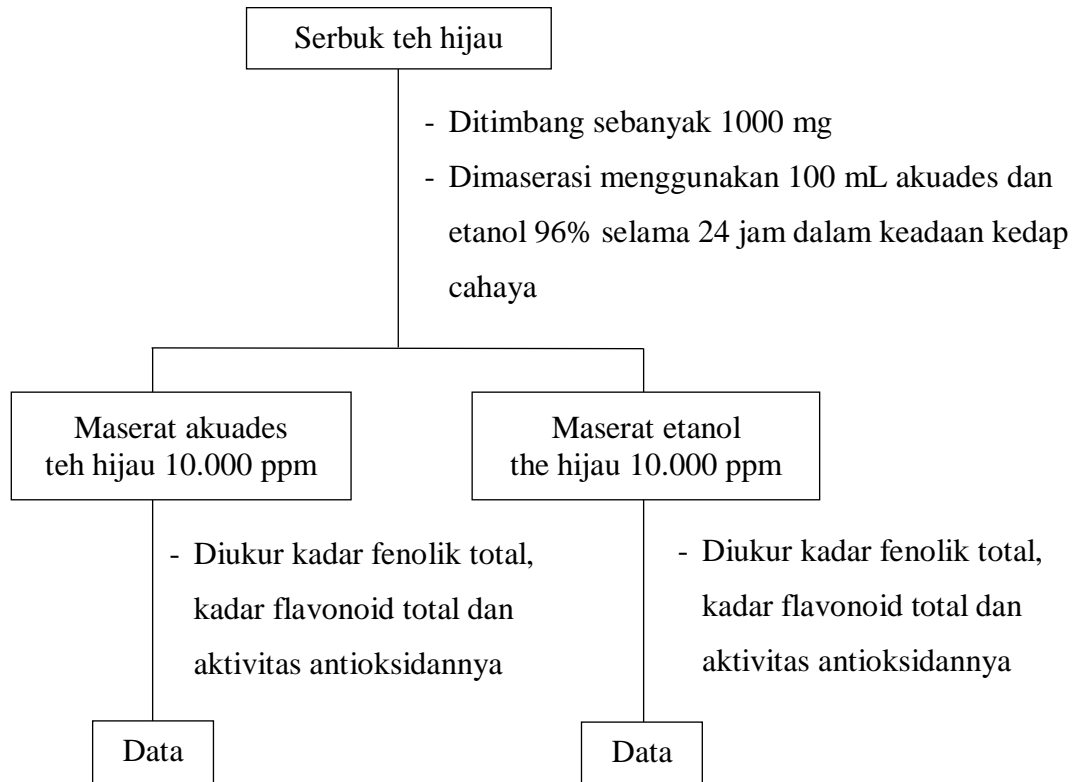 Serbuk teh hijau
- Ditimbang sebanyak 1000 mg
- Dimaserasi menggunakan 100 mL akuades dan
etanol 96% selama 24 jam dalam keadaan kedap
cahaya
Maserat akuades
teh hijau 10.000 ppm
Maserat etanol
the hijau 10.000 ppm
- Diukur kadar fenolik total,
kadar flavonoid total dan
aktivitas antioksidannya
- Diukur kadar fenolik total,
kadar flavonoid total dan
aktivitas antioksidannya
Data
Data